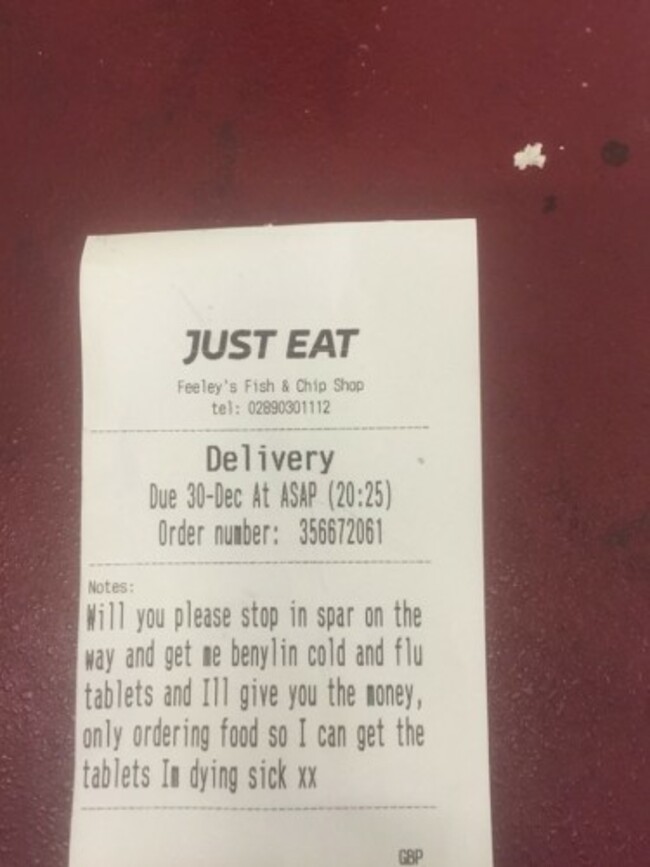 JUST EAT
Feeley's Fish & Chip Shop
tel: 02890301112
Delivery
Due 30-Dec At ASAP (20:25)
Order number: 356672061
Notes:
Will you please stop in spar on the
way and get me benylin cold and flu
tablets and Ill give you the money,
only ordering food so I can get the
tablets Im dying sick xx
GBP